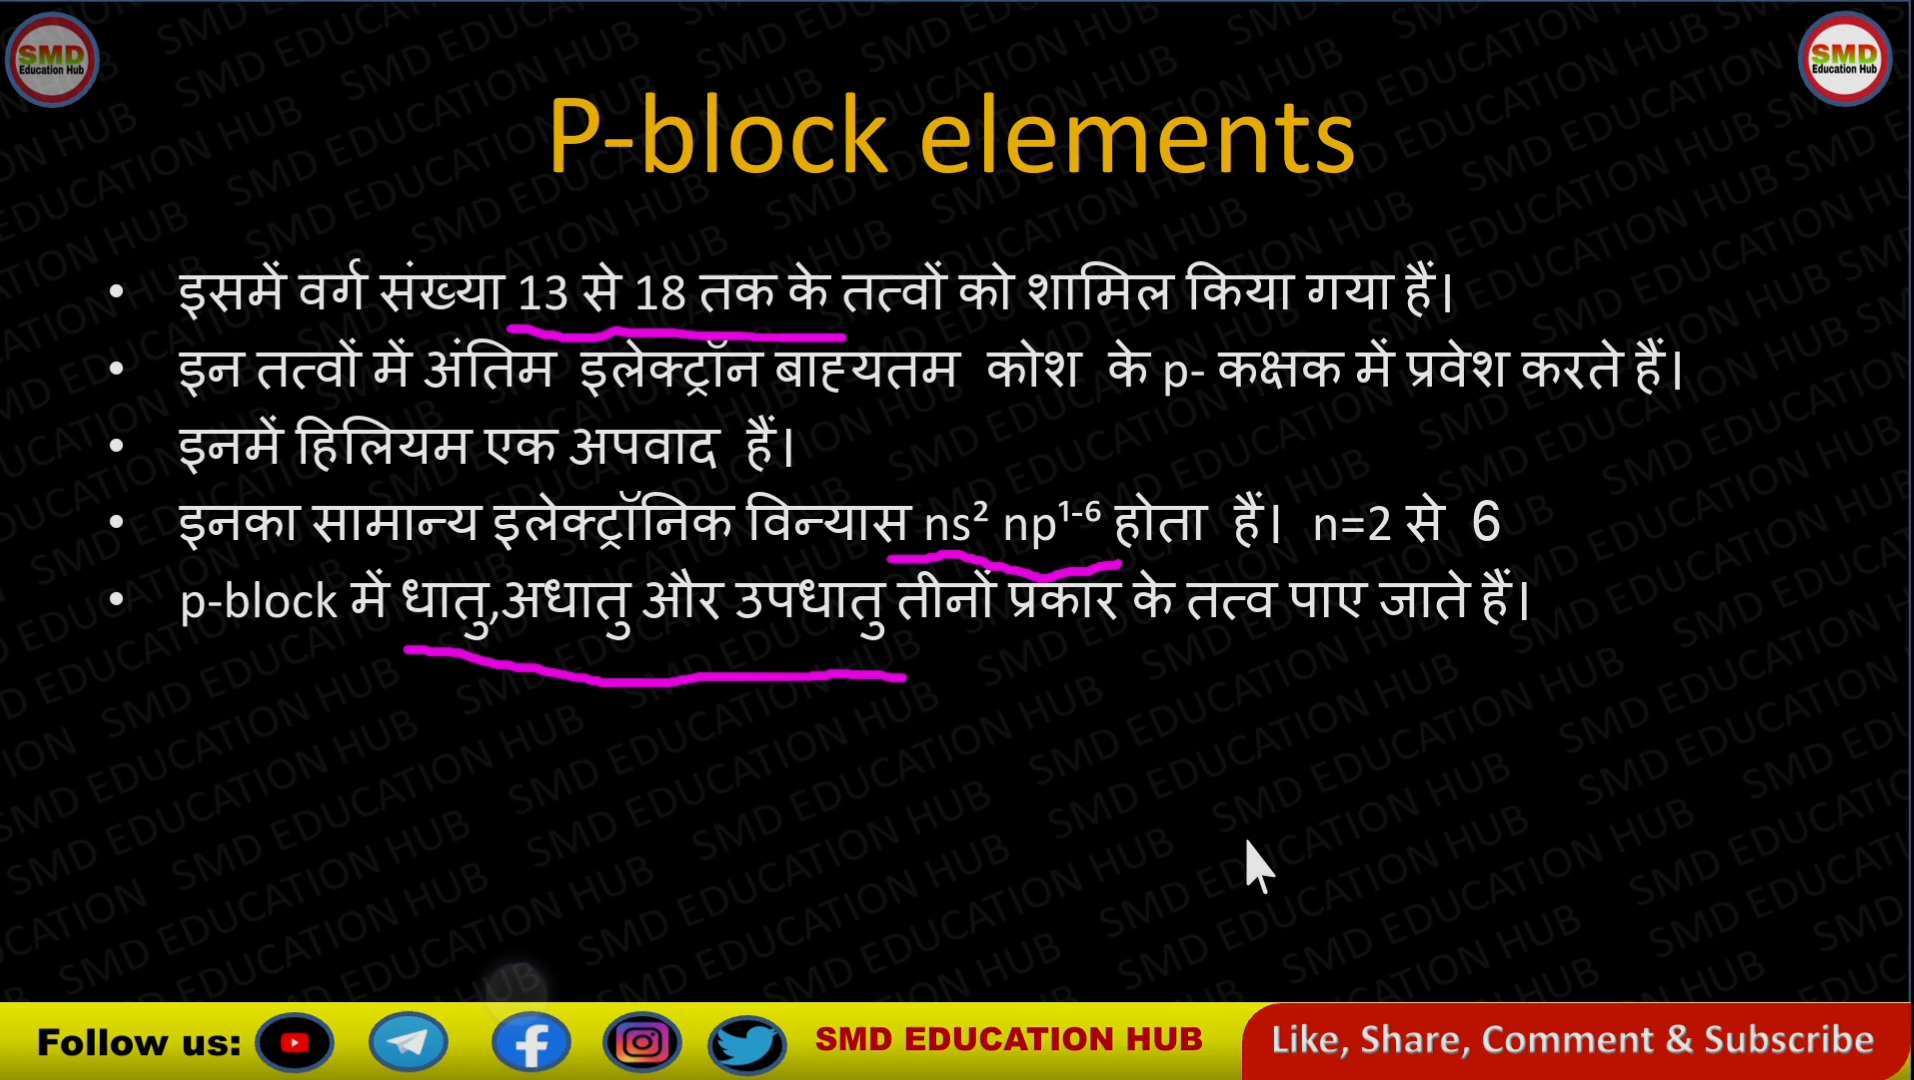 SMD
Education Hub
SMD
Education Hub
P-block elements
• इसमें वर्ग संख्या 13 से 18 तक के तत्वों को शामिल किया गया हैं।
• इन तत्वों में अंतिम इलेक्ट्रॉन बाह्यतम कोश के p- कक्षक में प्रवेश करते हैं।
• इनमें हिलियम एक अपवाद हैं।
• इनका सामान्य इलेक्ट्रॉनिक विन्यास ns² np¹⁻⁶ होता हैं। n=2 से 6
• p-block में धातु,अधातु और उपधातु तीनों प्रकार के तत्व पाए जाते हैं।
Follow us: SMD EDUCATION HUB Like, Share, Comment & Subscribe